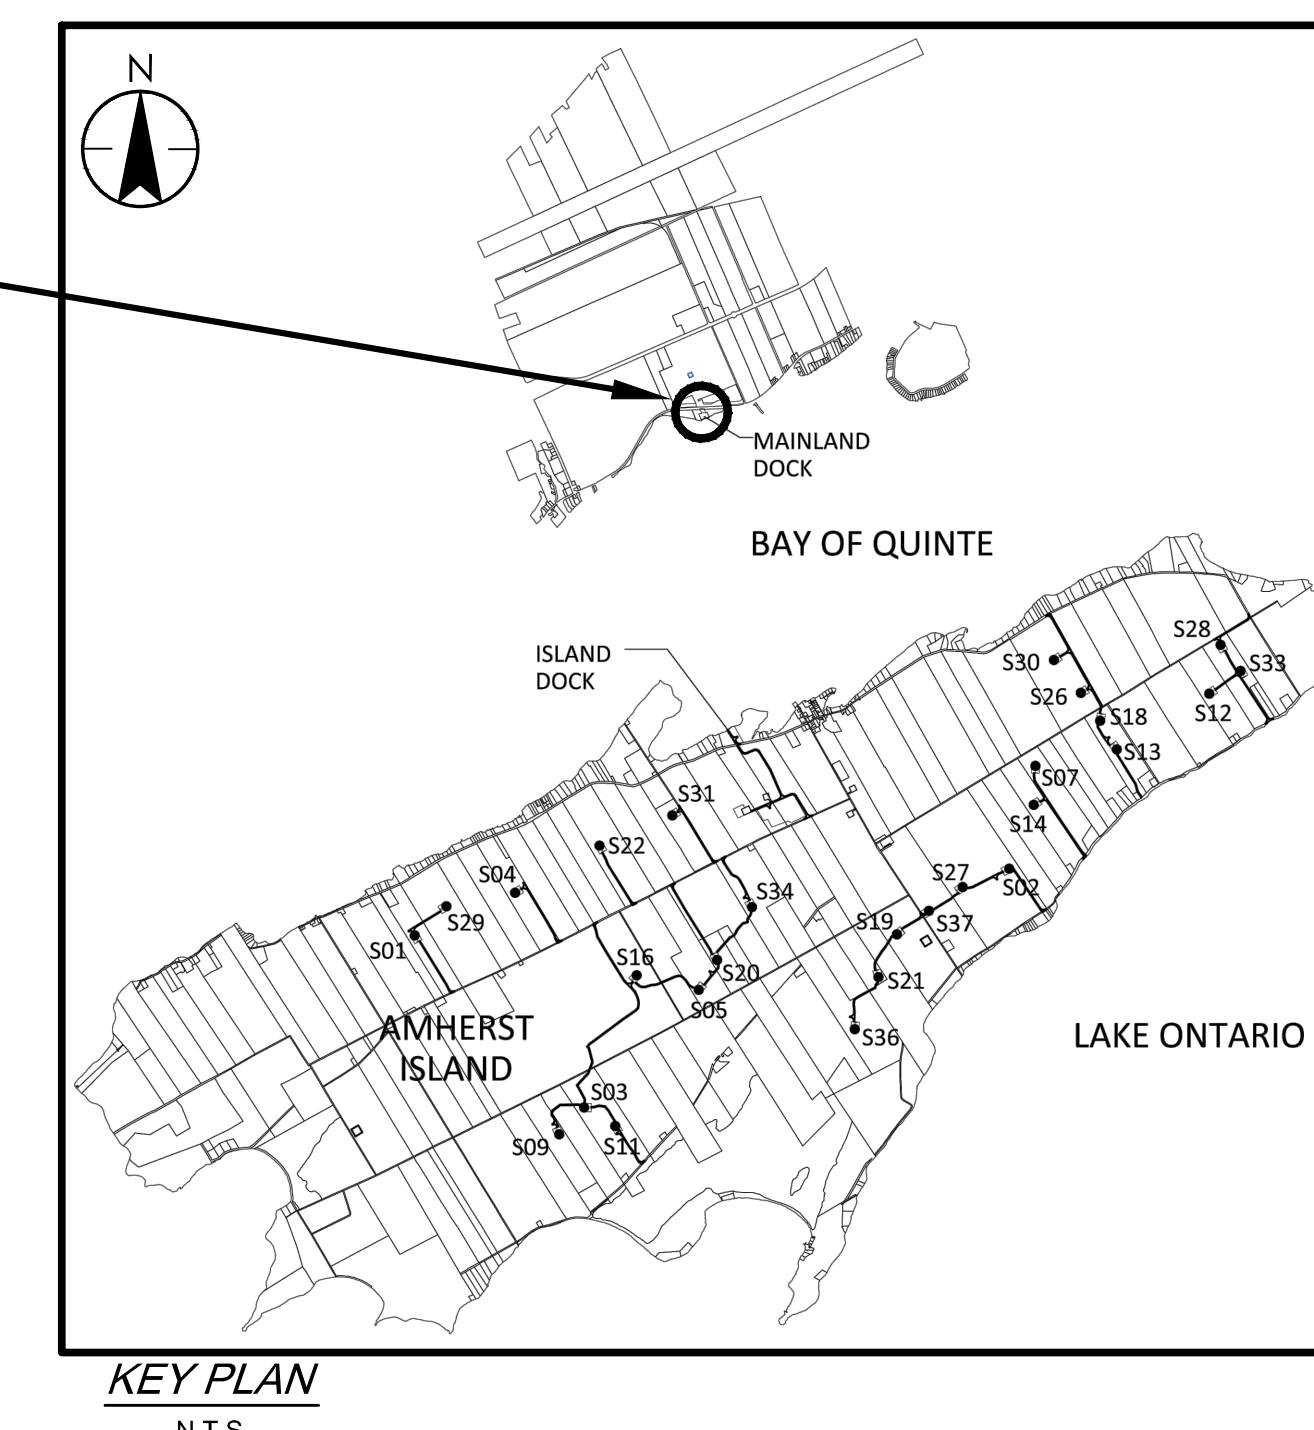 N
MAINLAND
DOCK
BAY OF QUINTE
ISLAND
DOCK
S28
S30
S33
S26
S12
S18
S13
S07
S31
S14
S22
S04
S27
S02
S34
S29
S37
S19
S01
S16
S20
S21
S05
AMHERST
ISLAND
S36
LAKE ONTARIO
S03
S09
S11
KEY PLAN
N.T.S.